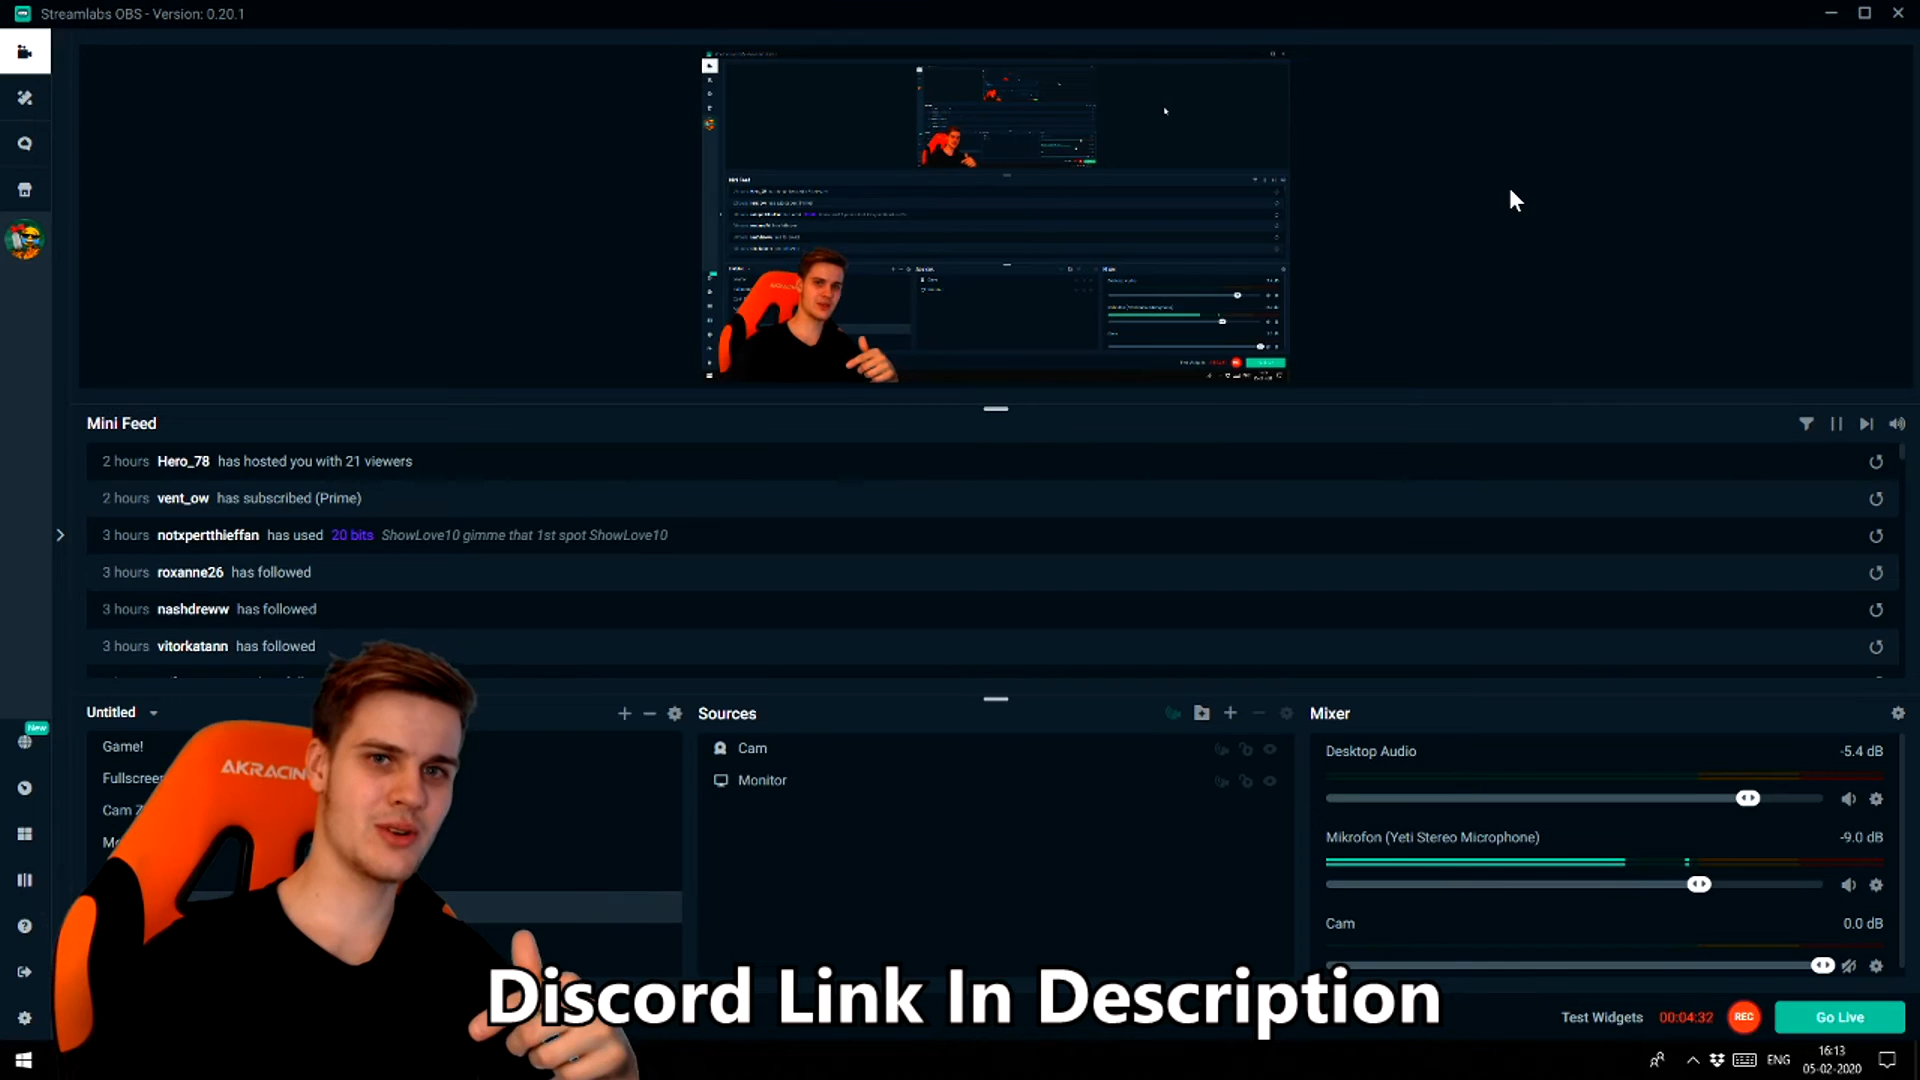 Streamlabs OBS - Version: 0.20.1
Mini Feed
2 hours Hero_78 has hosted you with 21 viewers
2 hours vent_ow has subscribed (Prime)
3 hours notxpertthieffan has used 20 bits ShowLove10 gimme that 1st spot ShowLove10
3 hours roxanne26 has followed
3 hours nashdreww has followed
3 hours vitorkatann has followed
New
Untitled
Game!
Fullscreen
Cam
AKRACING
Sources
Cam
Monitor
Mixer
Desktop Audio -5.4 dB
Mikrofon (Yeti Stereo Microphone) -9.0 dB
Cam 0.0 dB
Discord Link In Description
Test Widgets 00:04:32 REC Go Live
ENG 16:13
05-02-2020